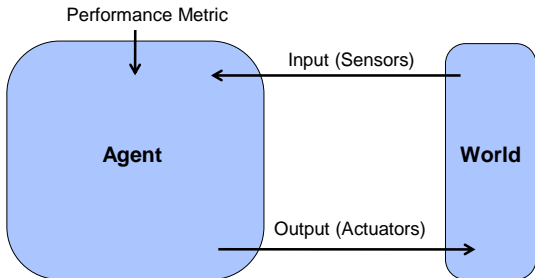 Performance Metric
Input (Sensors)
Agent
World
Output (Actuators)